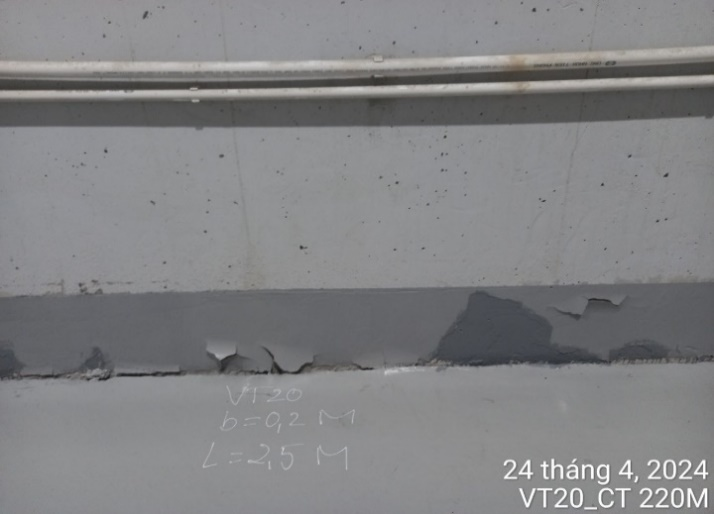 VT20
b=0,2 M
L=2,5 M
24 tháng 4, 2024
VT20_CT 220M